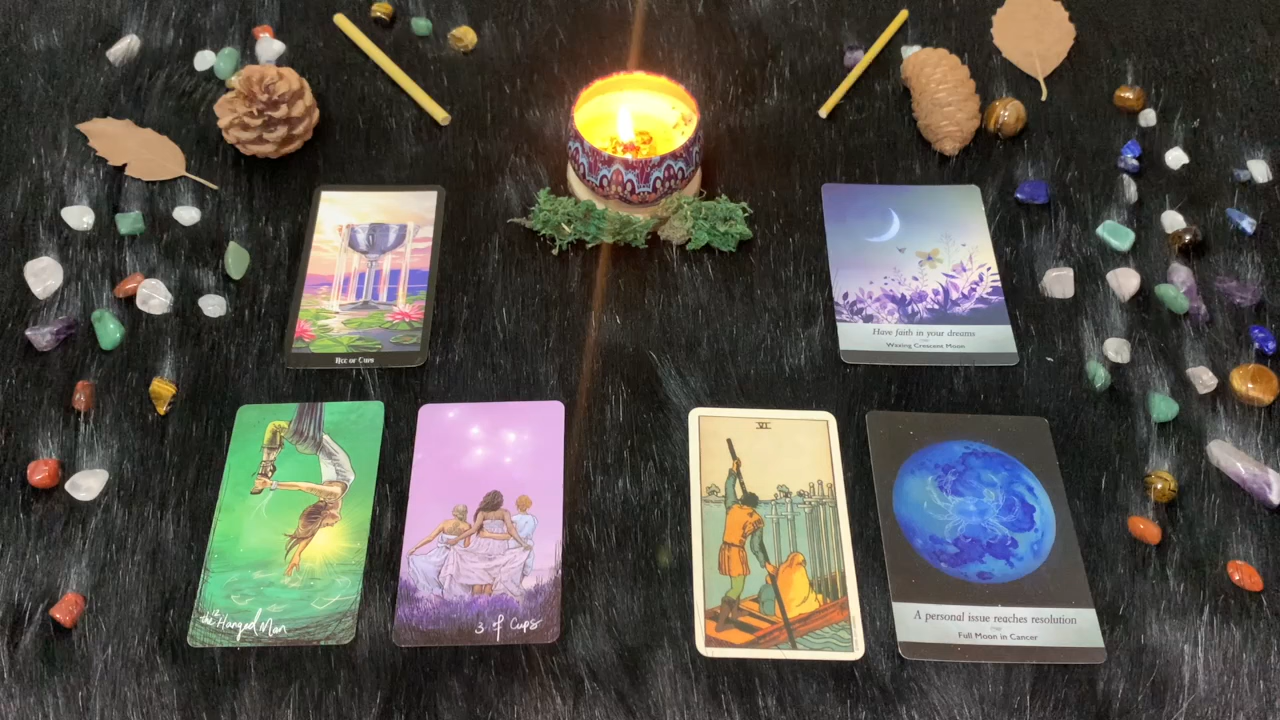 Ace of Cups
Have faith in your dreams
Waxing Crescent Moon
12
the Hanged Man
3 of Cups
VI
A personal issue reaches resolution
Full Moon in Cancer